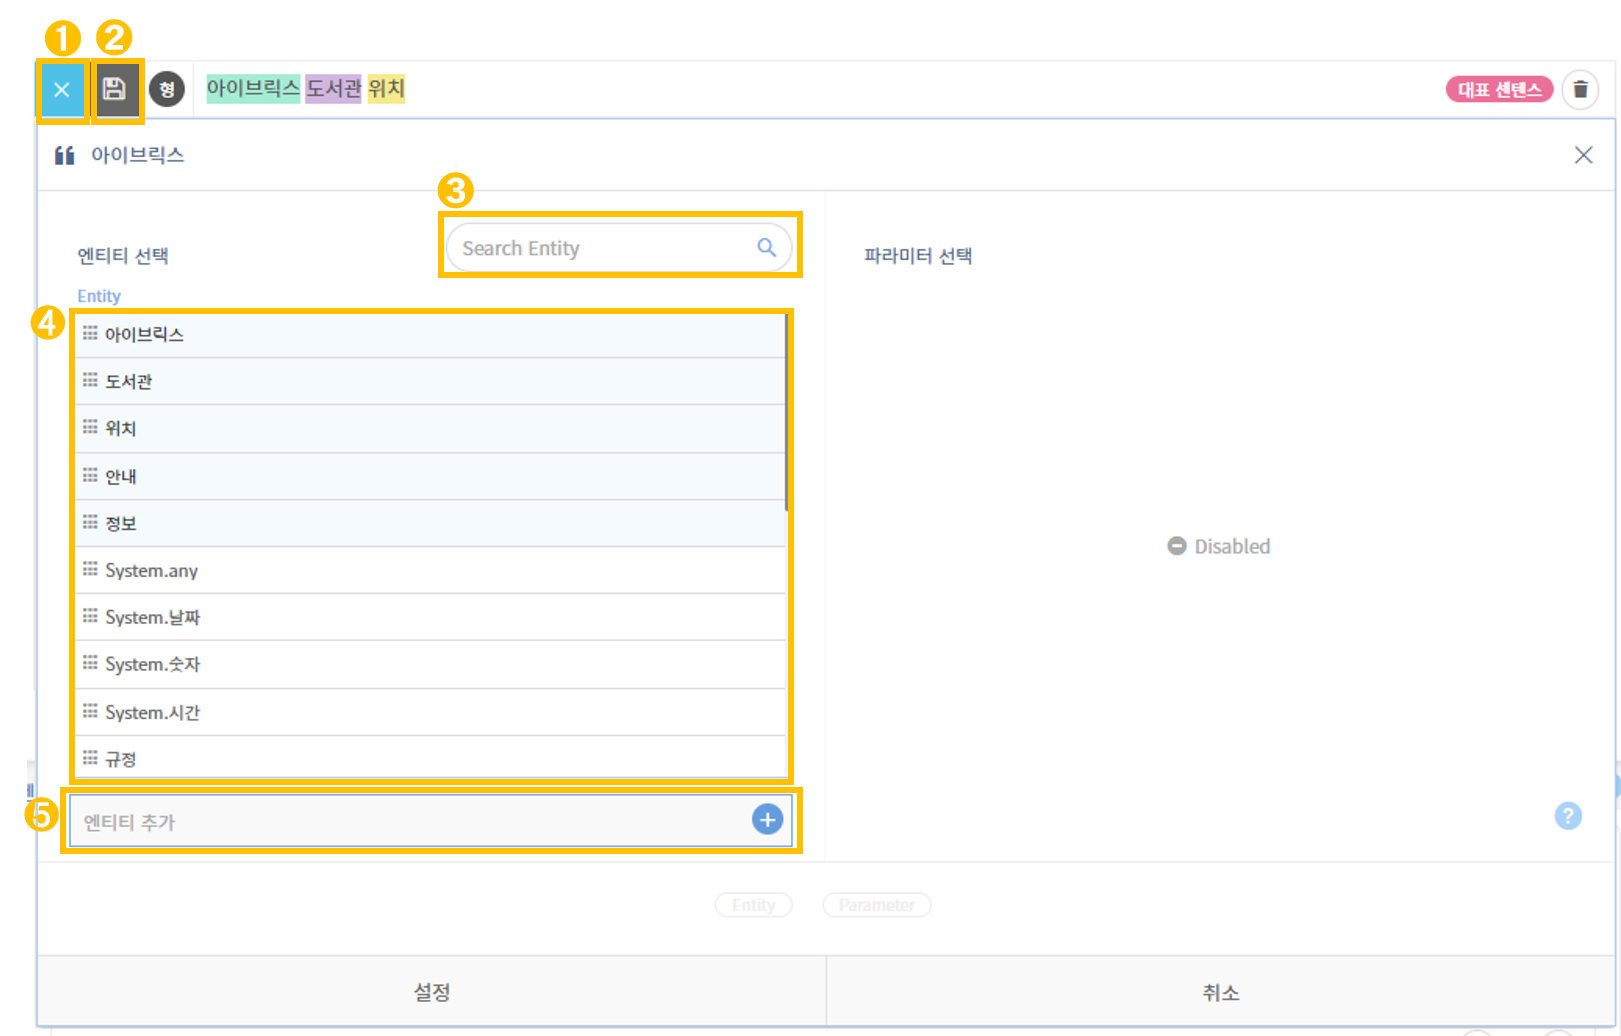 1 2
형 아이브릭스 도서관 위치 대표 센텐스
아이브릭스
3
엔티티 선택 Search Entity 파라미터 선택
Entity
4
아이브릭스
도서관
위치
안내
정보
Disabled
System.any
System.날짜
System.숫자
System.시간
규정
5
엔티티 추가 + ?
Entity Parameter
설정 취소